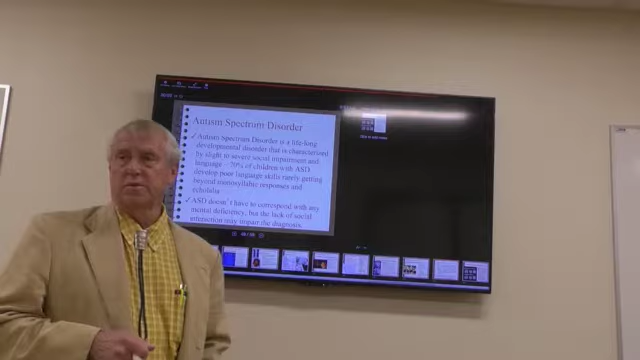 Autism Spectrum Disorder
✓Autism Spectrum Disorder is a life-long
developmental disorder that is characterized
by slight to severe social impairment and
language – 70% of children with ASD
develop poor language skills rarely getting
beyond monosyllabic responses and
echolalia
✓ASD doesn't have to correspond with any
mental deficiency, but the lack of social
interaction may impair the diagnosis.